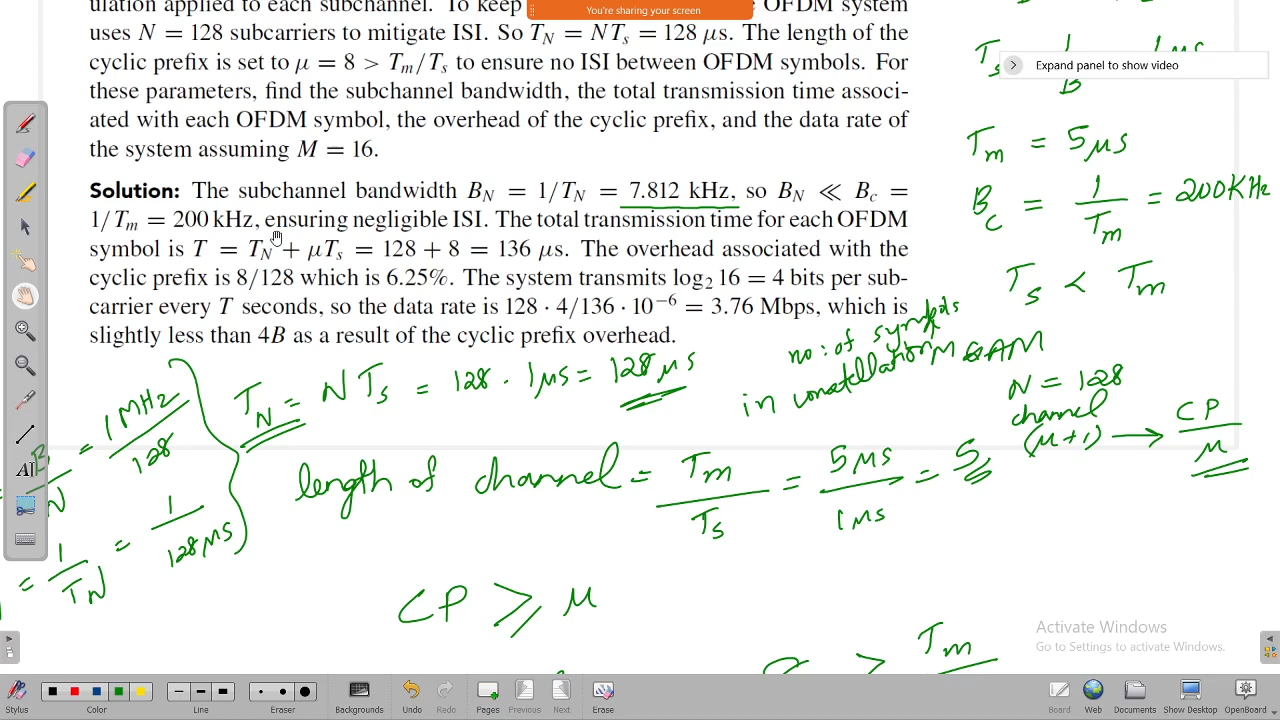 ulation applied to each subchannel. To keep
OFDM system
You're sharing your screen
uses N = 128 subcarriers to mitigate ISI. So T_N = NT_s = 128 μs. The length of the
cyclic prefix is set to μ = 8 > T_m/T_s to ensure no ISI between OFDM symbols. For
these parameters, find the subchannel bandwidth, the total transmission time associ-
ated with each OFDM symbol, the overhead of the cyclic prefix, and the data rate of
the system assuming M = 16.
Solution: The subchannel bandwidth B_N = 1/T_N = 7.812 kHz, so B_N ≪ B_c =
1/T_m = 200 kHz, ensuring negligible ISI. The total transmission time for each OFDM
symbol is T = T_N + μT_s = 128 + 8 = 136 μs. The overhead associated with the
cyclic prefix is 8/128 which is 6.25%. The system transmits log_2 16 = 4 bits per sub-
carrier every T seconds, so the data rate is 128 · 4/136 · 10^−6 = 3.76 Mbps, which is
slightly less than 4B as a result of the cyclic prefix overhead.
Expand panel to show video
T_s 1/B 1μs
T_m = 5μs
B_c = 1/T_m = 200KHz
T_s < T_m
no: of symbols
in constellation M QAM
N = 128
channel
(μ+1) → CP/μ
= 1MHz/128
N
= 1/T_N = 1/128μs
T_N = N T_s = 128 . 1μs = 128μs
length of channel = T_m/T_s = 5μs/1μs = 5
CP ⩾ μ
> T_m
AI
Activate Windows
Go to Settings to activate Windows.
Stylus
Color
Line
Eraser
Backgrounds
Undo
Redo
Pages
Previous
Next
Erase
Board
Web
Documents
Show Desktop
OpenBoard